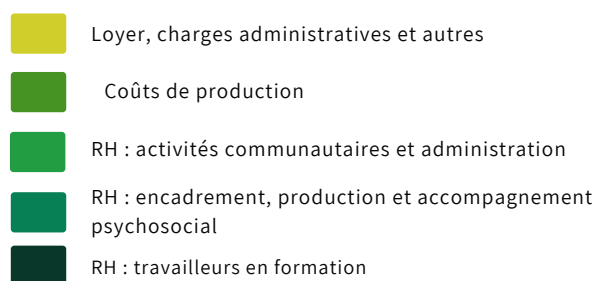 Loyer, charges administratives et autres
Coûts de production
RH : activités communautaires et administration
RH : encadrement, production et accompagnement
psychosocial
RH : travailleurs en formation